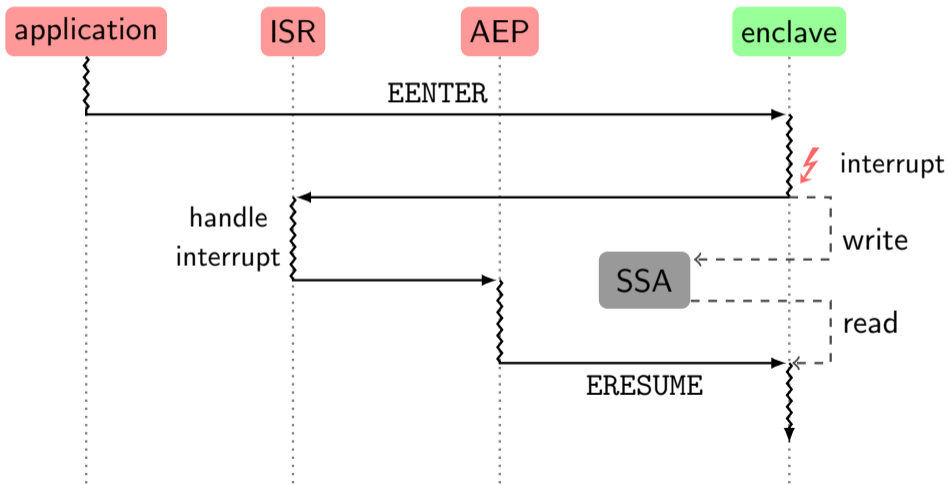 application
ISR
AEP
enclave
EENTER
interrupt
handle
interrupt
write
SSA
read
ERESUME